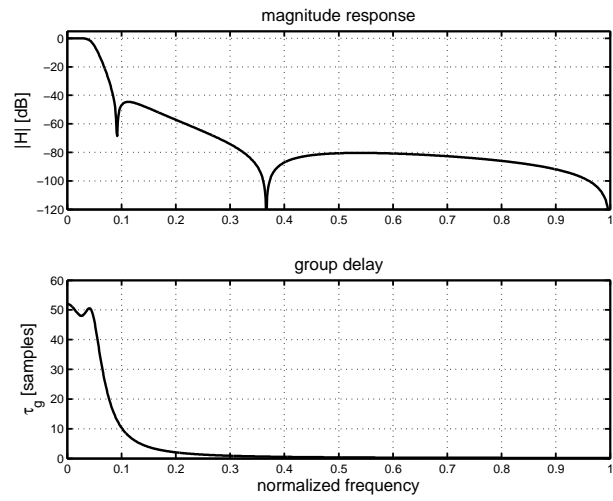 magnitude response
|H| [dB]
0
−20
−40
−60
−80
−100
−120
0 0.1 0.2 0.3 0.4 0.5 0.6 0.7 0.8 0.9 1
group delay
τg [samples]
60
50
40
30
20
10
0
0 0.1 0.2 0.3 0.4 0.5 0.6 0.7 0.8 0.9 1
normalized frequency